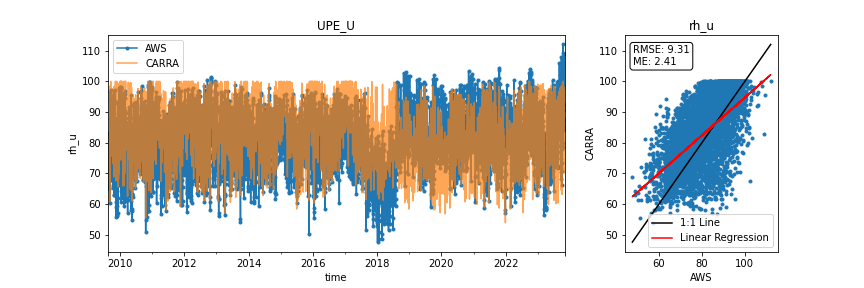 UPE_U
AWS
CARRA
rh_u
110
100
90
80
70
60
50
2010
2012
2014
2016
2018
2020
2022
time
rh_u
RMSE: 9.31
ME: 2.41
CARRA
110
100
90
80
70
60
50
1:1 Line
Linear Regression
60
80
100
AWS